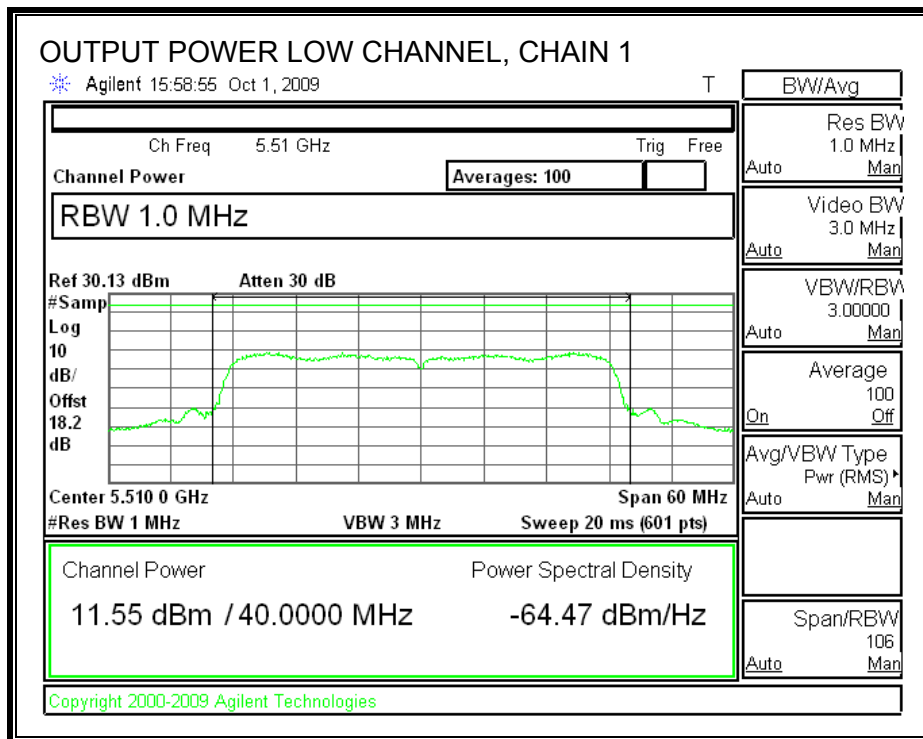 OUTPUT POWER LOW CHANNEL, CHAIN 1
Agilent 15:58:55 Oct 1, 2009 T
Ch Freq 5.51 GHz Trig Free
Channel Power Averages: 100
RBW 1.0 MHz
Ref 30.13 dBm Atten 30 dB
#Samp
Log
10
dB/
Offst
18.2
dB
Center 5.510 0 GHz Span 60 MHz
#Res BW 1 MHz VBW 3 MHz Sweep 20 ms (601 pts)
Channel Power Power Spectral Density
11.55 dBm / 40.0000 MHz -64.47 dBm/Hz
Copyright 2000-2009 Agilent Technologies
BW/Avg
Res BW
1.0 MHz
Auto Man
Video BW
3.0 MHz
Auto Man
VBW/RBW
3.00000
Auto Man
Average
100
On Off
Avg/VBW Type
Pwr (RMS)
Auto Man
Span/RBW
106
Auto Man